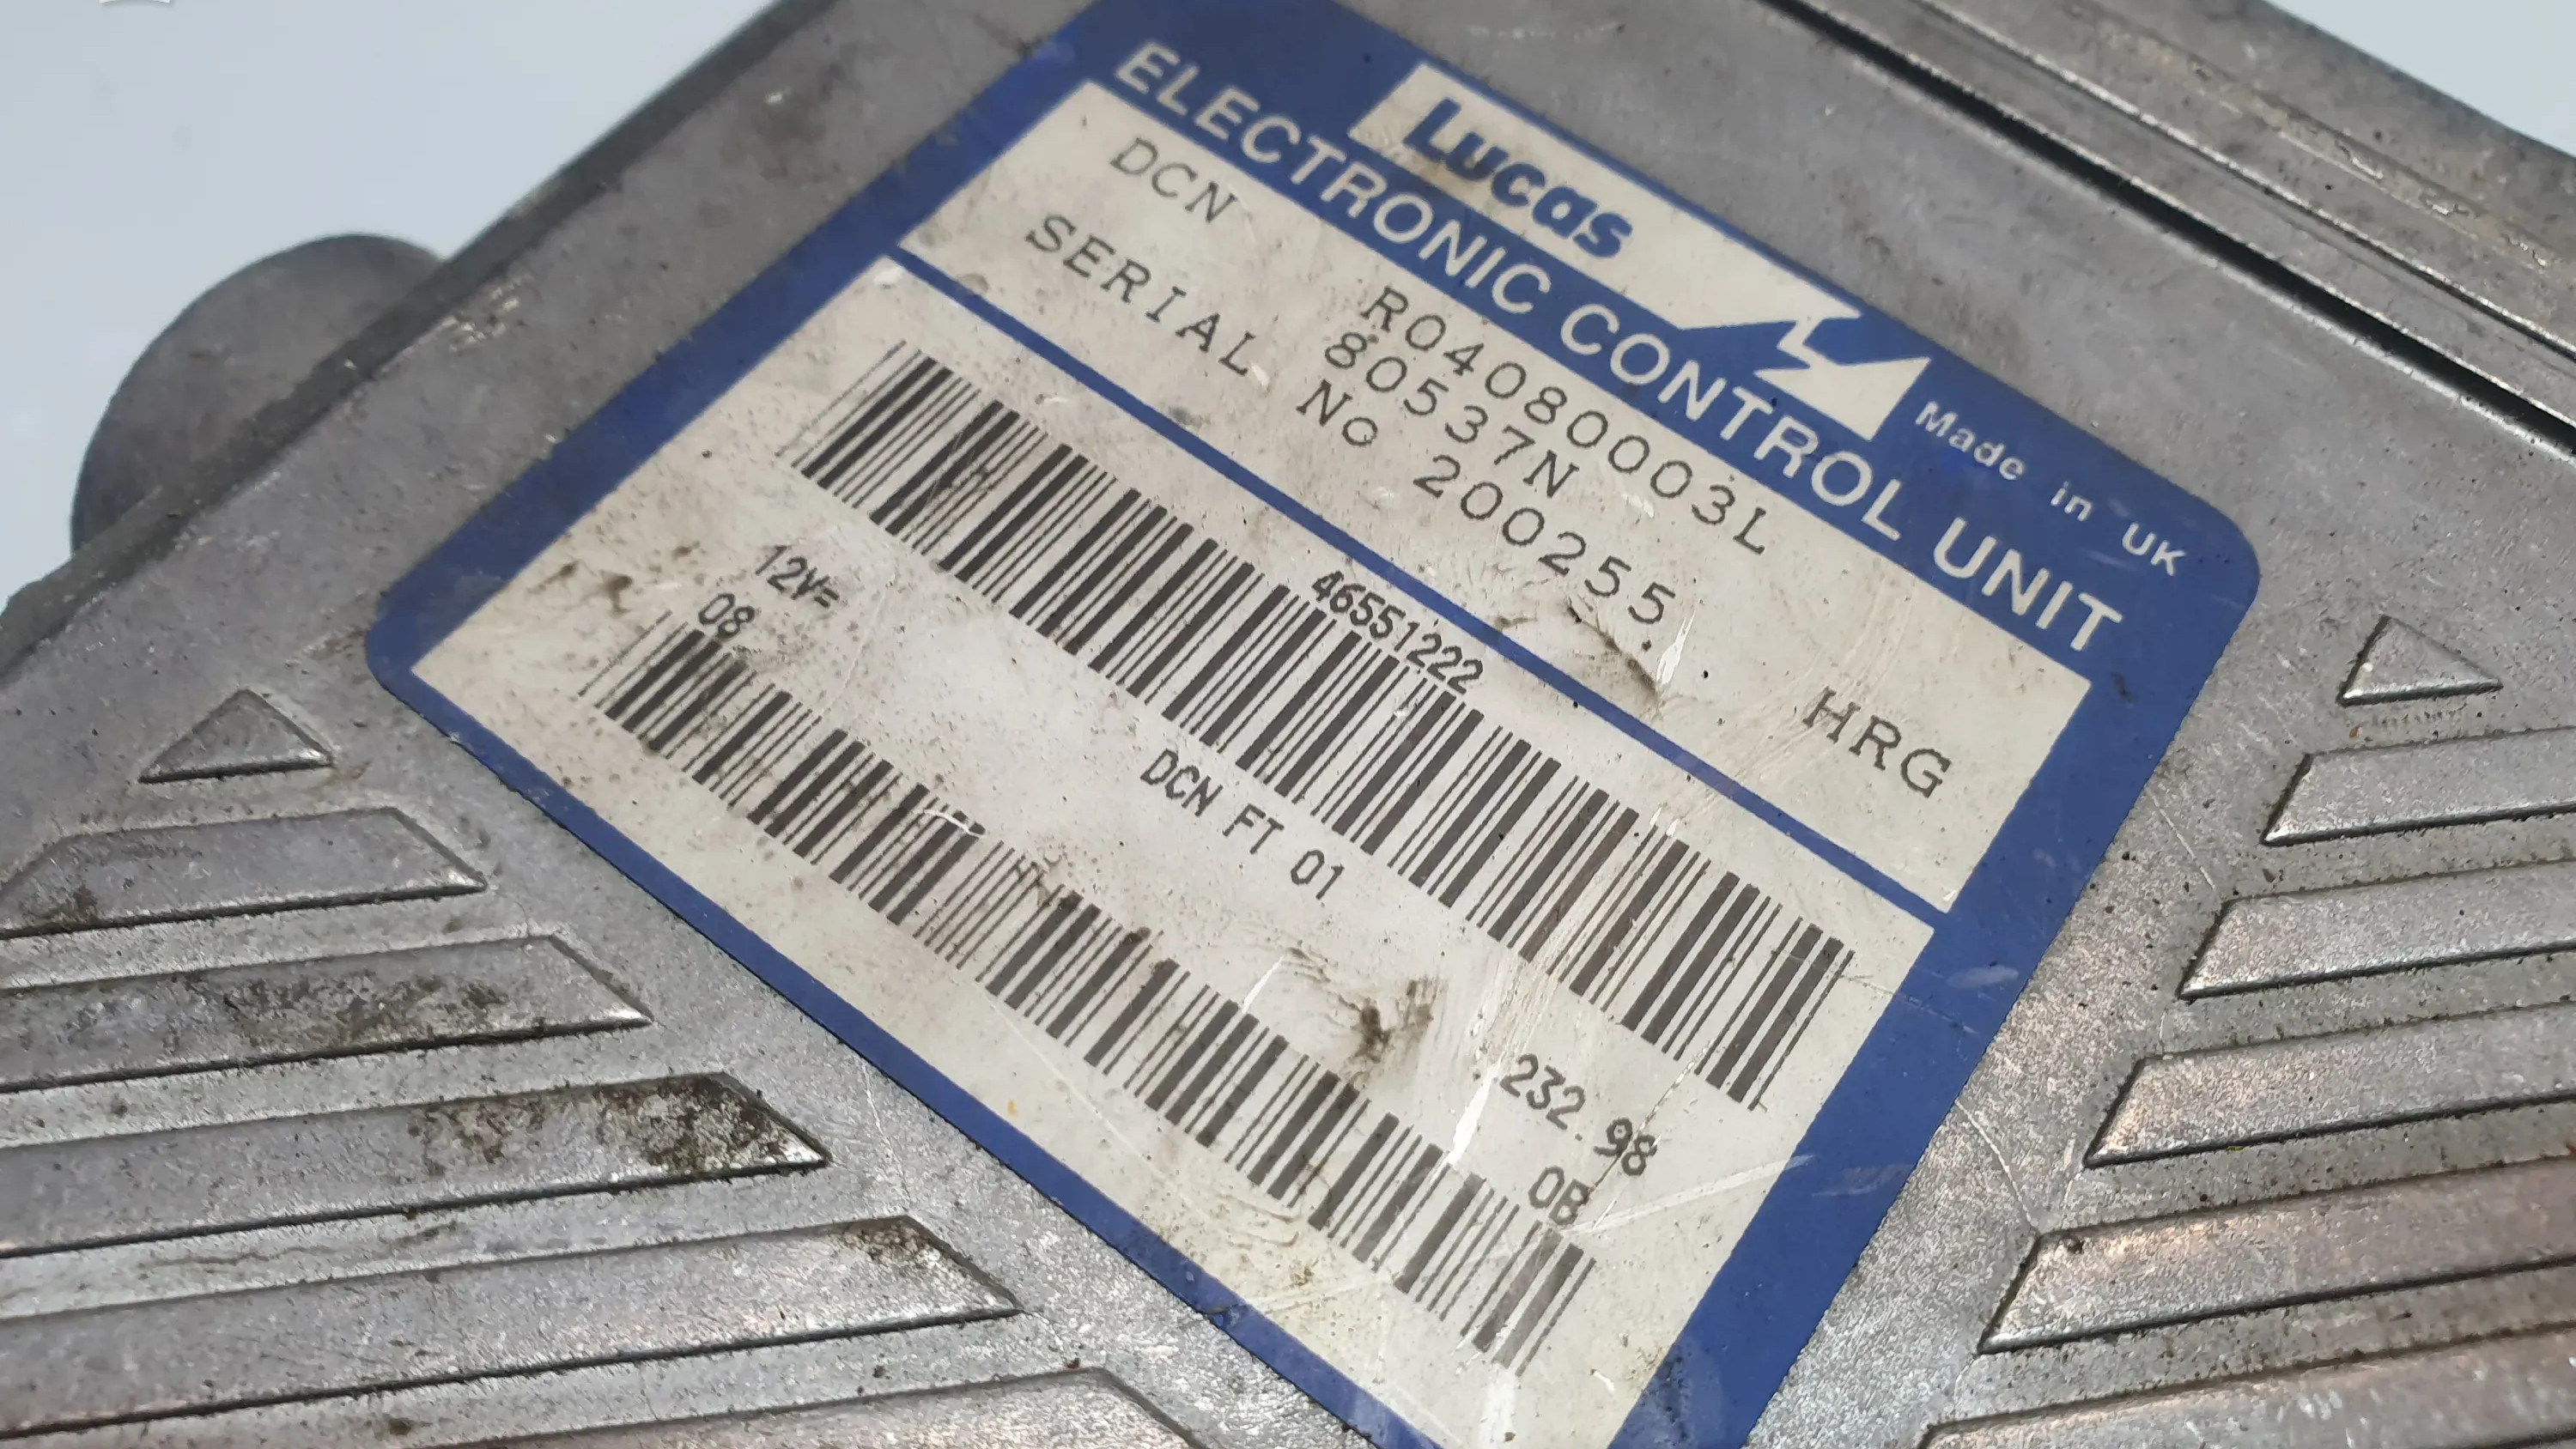 Lucas
Made in UK
ELECTRONIC CONTROL UNIT
DCN R04080003L
80537N
SERIAL No 200255 HRG
46551222
12V= DCN FT 01 232.98
08 0B